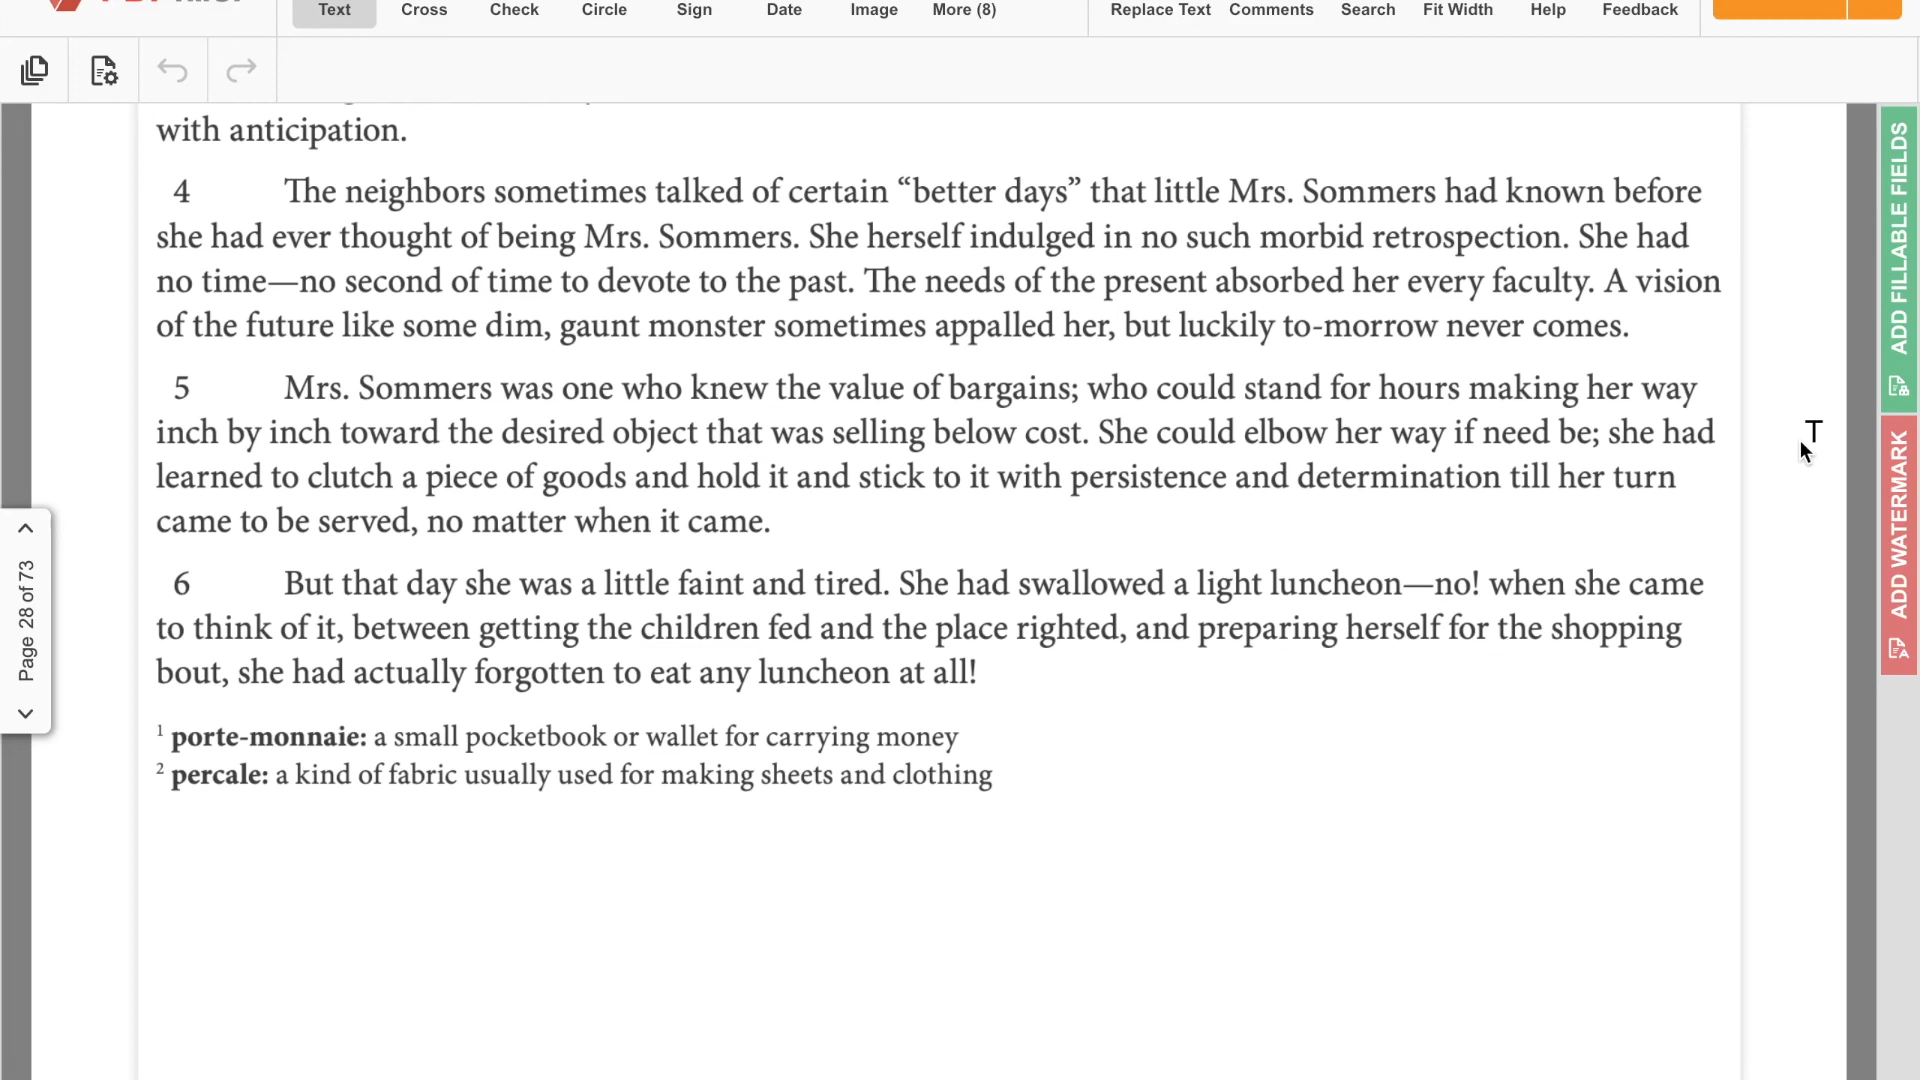 Text Cross Check Circle Sign Date Image More (8) Replace Text Comments Search Fit Width Help Feedback
with anticipation.
4 The neighbors sometimes talked of certain “better days” that little Mrs. Sommers had known before
she had ever thought of being Mrs. Sommers. She herself indulged in no such morbid retrospection. She had
no time—no second of time to devote to the past. The needs of the present absorbed her every faculty. A vision
of the future like some dim, gaunt monster sometimes appalled her, but luckily to-morrow never comes.
5 Mrs. Sommers was one who knew the value of bargains; who could stand for hours making her way
inch by inch toward the desired object that was selling below cost. She could elbow her way if need be; she had
learned to clutch a piece of goods and hold it and stick to it with persistence and determination till her turn
came to be served, no matter when it came.
6 But that day she was a little faint and tired. She had swallowed a light luncheon—no! when she came
to think of it, between getting the children fed and the place righted, and preparing herself for the shopping
bout, she had actually forgotten to eat any luncheon at all!
1 porte-monnaie: a small pocketbook or wallet for carrying money
2 percale: a kind of fabric usually used for making sheets and clothing
Page 28 of 73
ADD FILLABLE FIELDS
ADD WATERMARK
T